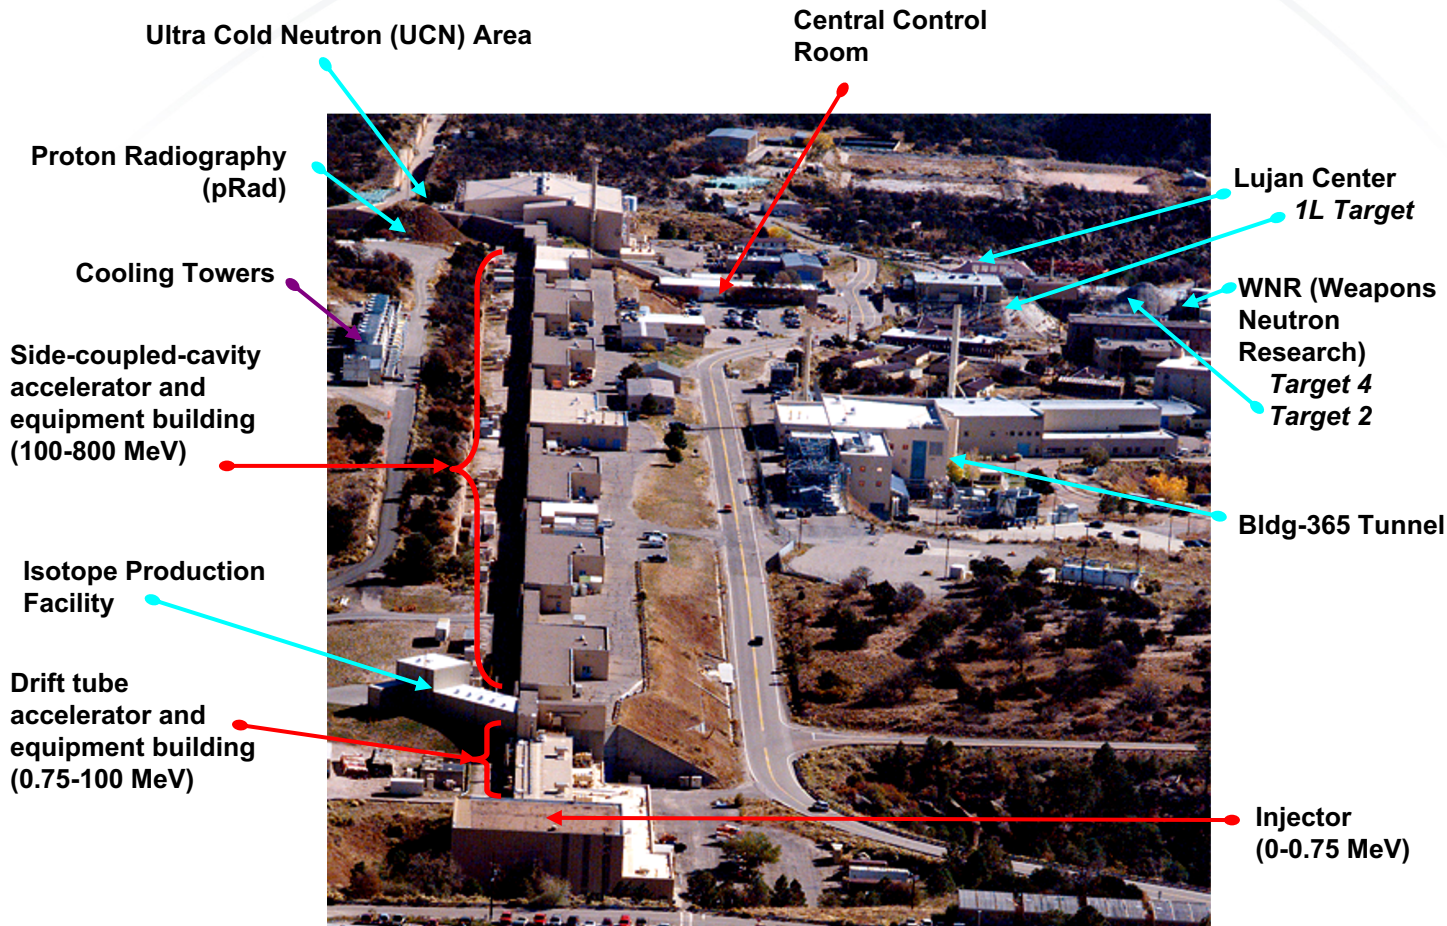 Ultra Cold Neutron (UCN) Area
Central Control
Room
Proton Radiography
(pRad)
Lujan Center
1L Target
Cooling Towers
WNR (Weapons
Neutron
Research)
Target 4
Target 2
Side-coupled-cavity
accelerator and
equipment building
(100-800 MeV)
Bldg-365 Tunnel
Isotope Production
Facility
Drift tube
accelerator and
equipment building
(0.75-100 MeV)
Injector
(0-0.75 MeV)